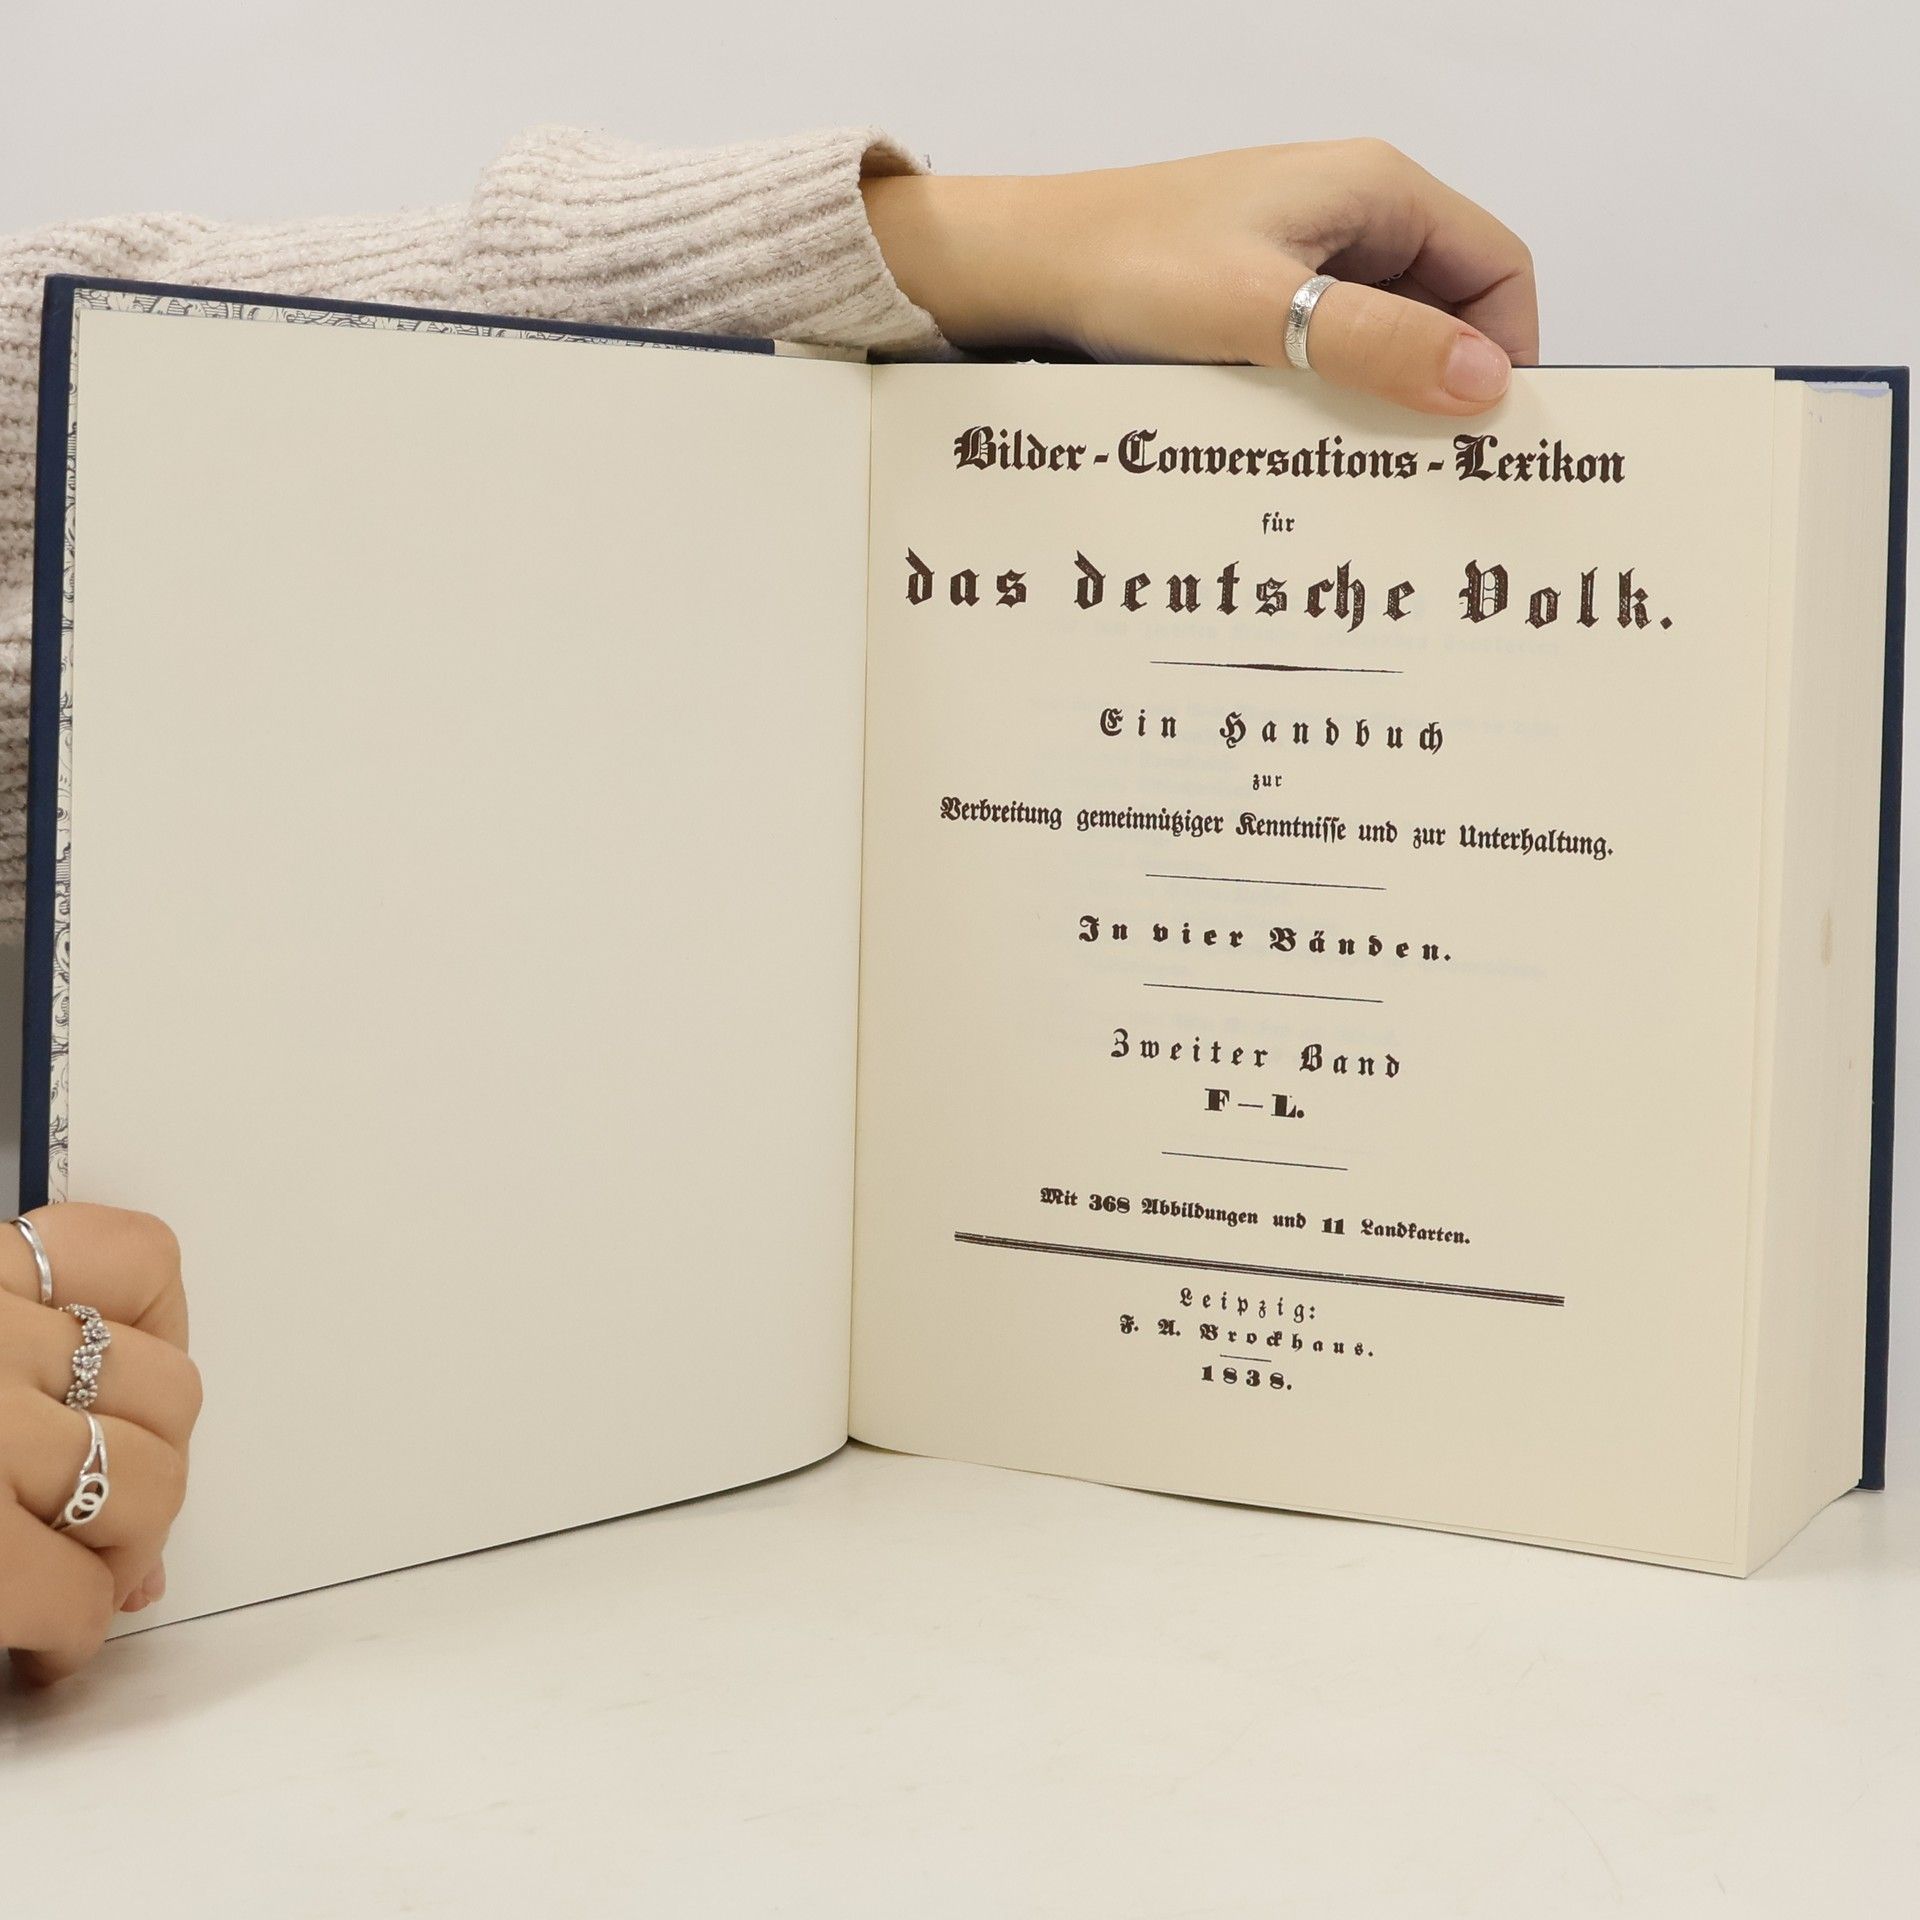 Bilder-Conversations-Lexikon
für
das deutsche Volk.
Ein Handbuch
zur
Verbreitung gemeinnütziger Kenntnisse und zur Unterhaltung.
In vier Bänden.
Zweiter Band
F—L.
Mit 368 Abbildungen und 11 Landkarten.
Leipzig:
F. A. Brockhaus.
1838.